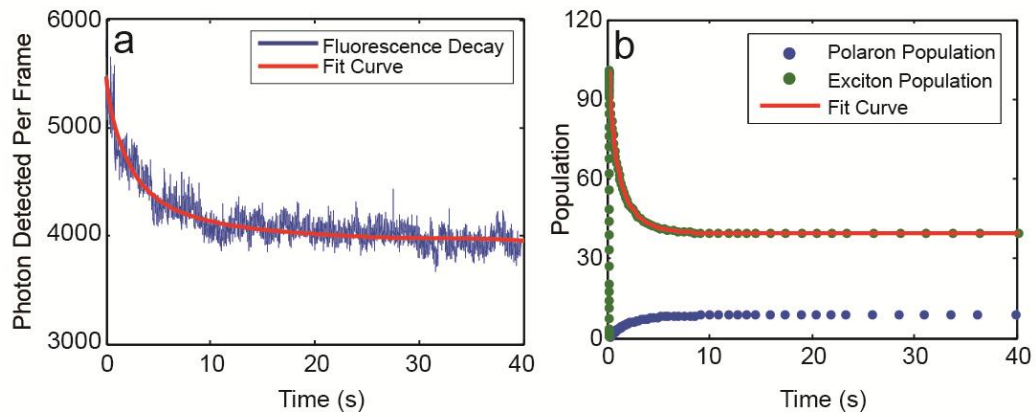 a
Fluorescence Decay
Fit Curve
6000
5000
4000
3000
Photon Detected Per Frame
0 10 20 30 40
Time (s)
b
Polaron Population
Exciton Population
Fit Curve
120
90
60
30
0
Population
0 10 20 30 40
Time (s)